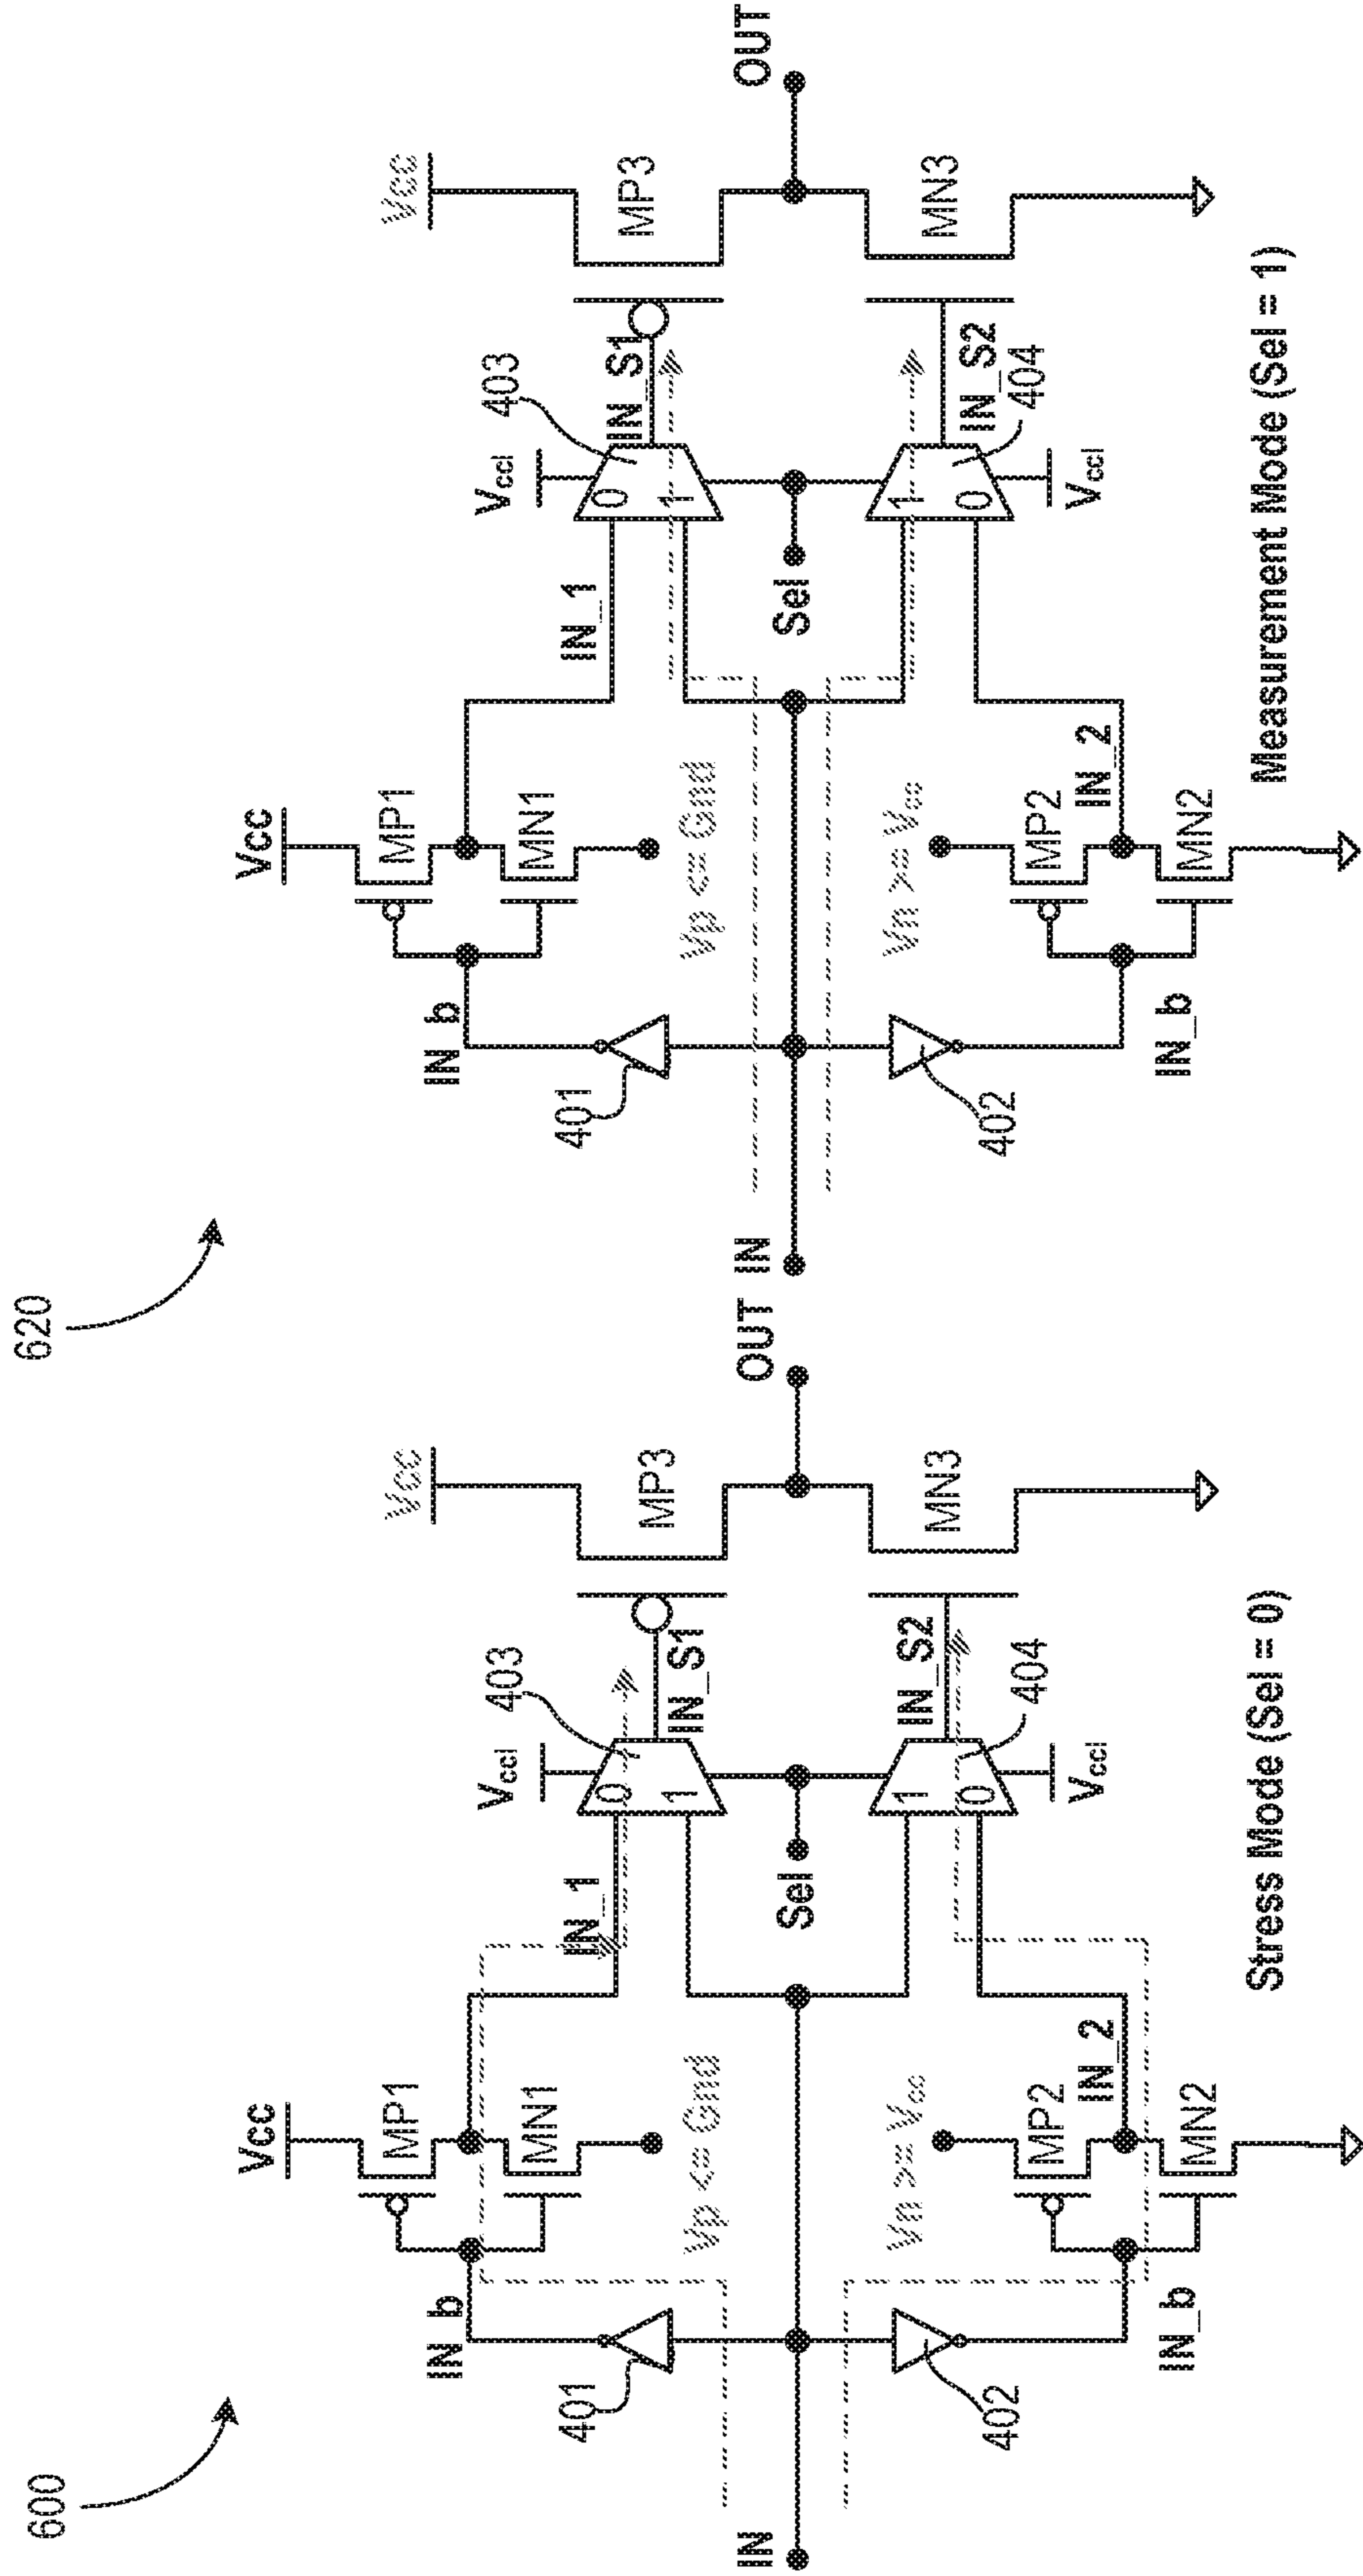 600
Vcc
MP1
IN_b
MN1
401
Vp <= Gnd
IN_1
Vccl
403
0
1
IN_S1
Vcc
MP3
IN
Sel
OUT
Vn >= Vcc
402
MP2
IN_2
IN_b
MN2
1
0
IN_S2
404
Vccl
MN3
Stress Mode (Sel = 0)
620
Vcc
MP1
IN_b
MN1
401
Vp <= Gnd
IN_1
Vccl
403
0
1
IN_S1
Vcc
MP3
IN
Sel
OUT
Vn >= Vcc
402
MP2
IN_2
IN_b
MN2
1
0
IN_S2
404
Vccl
MN3
Measurement Mode (Sel = 1)